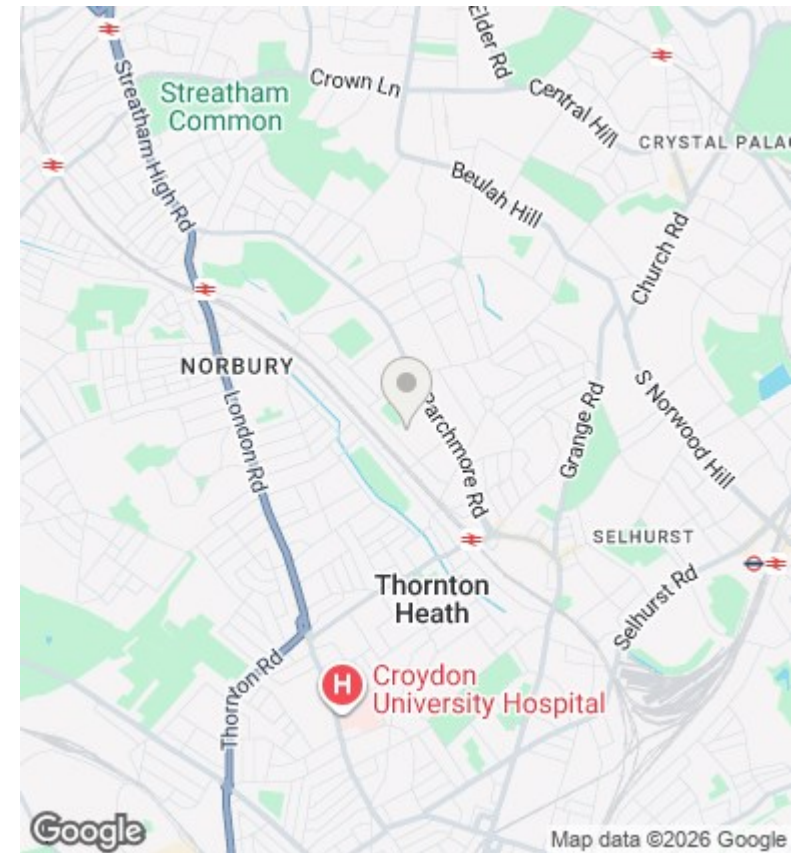 Elder Rd
Crown Ln
Central Hill
Streatham
Common
CRYSTAL PALA
Streatham High Rd
Beulah Hill
Church Rd
NORBURY
S Norwood Hill
London Rd
Parchmore Rd
Grange Rd
SELHURST
Thornton
Heath
Selhurst Rd
Thornton Rd
H
Croydon
University Hospital
Google
Map data ©2026 Google